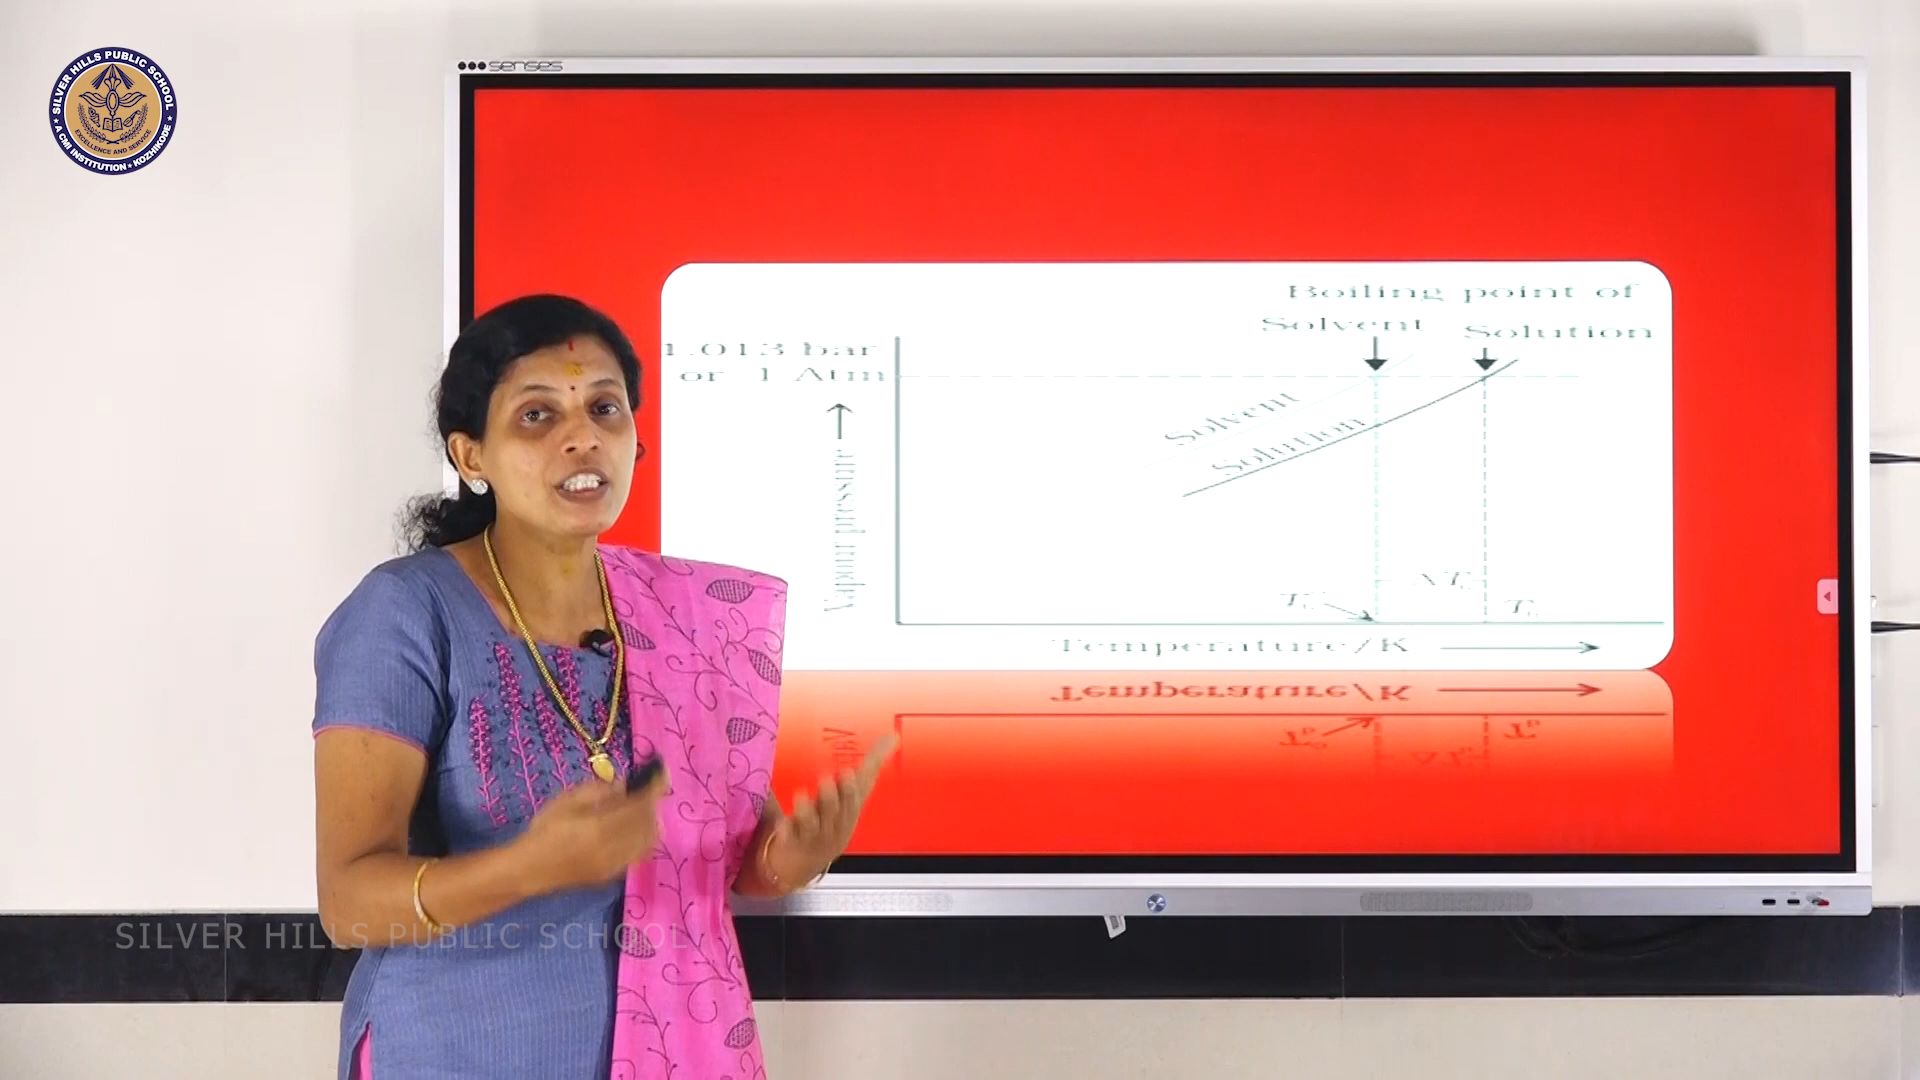 SILVER HILLS PUBLIC SCHOOL
EXCELLENCE AND SERVICE
★ A CMI INSTITUTION ★ KOZHIKODE ★
senses
Boiling point of
Solvent
Solution
1.013 bar
or 1 Atm
Solvent
Solution
Vapour pressure
Temperature/K
Temperature/K
SILVER HILLS PUBLIC SCHOOL